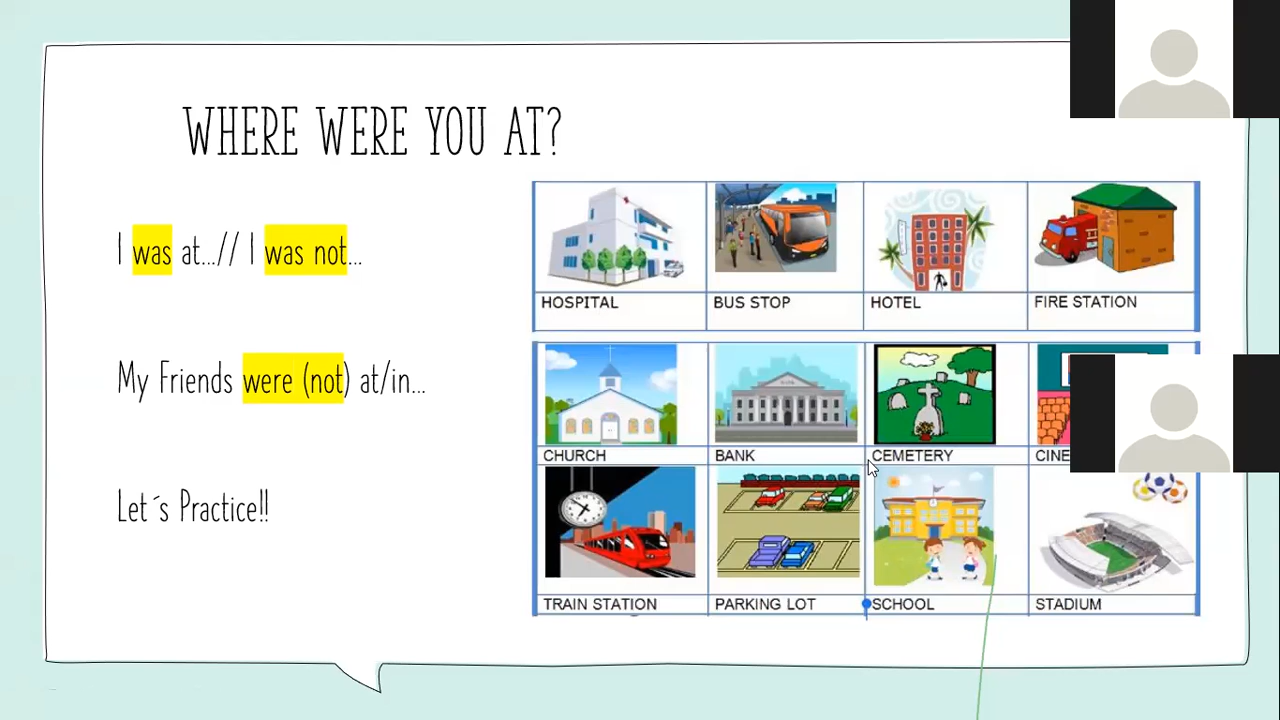 WHERE WERE YOU AT?
I was at...// I was not...
My Friends were (not) at/in...
Let´s Practice!!
HOSPITAL BUS STOP HOTEL FIRE STATION
CHURCH BANK CEMETERY CINE
TRAIN STATION PARKING LOT SCHOOL STADIUM